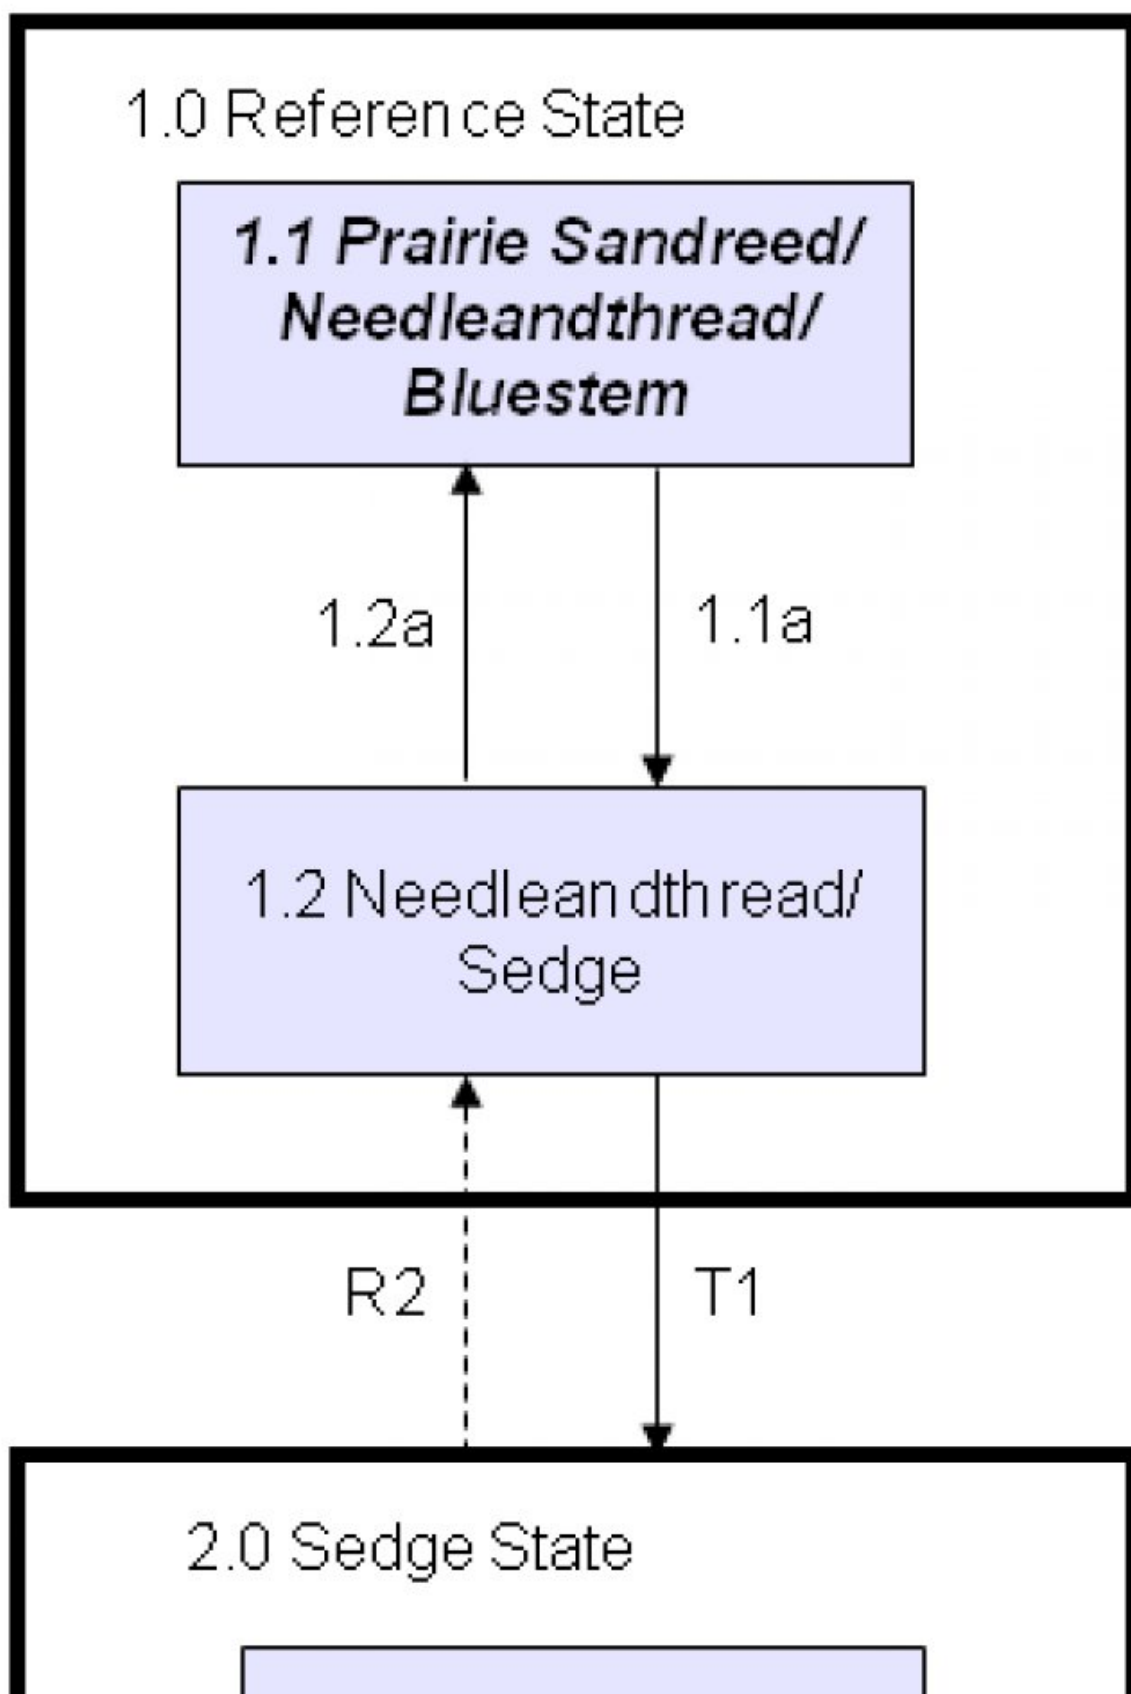 1.0 Reference State
1.1 Prairie Sandreed/
Needleandthread/
Bluestem
1.2a
1.1a
1.2 Needleandthread/
Sedge
R2
T1
2.0 Sedge State